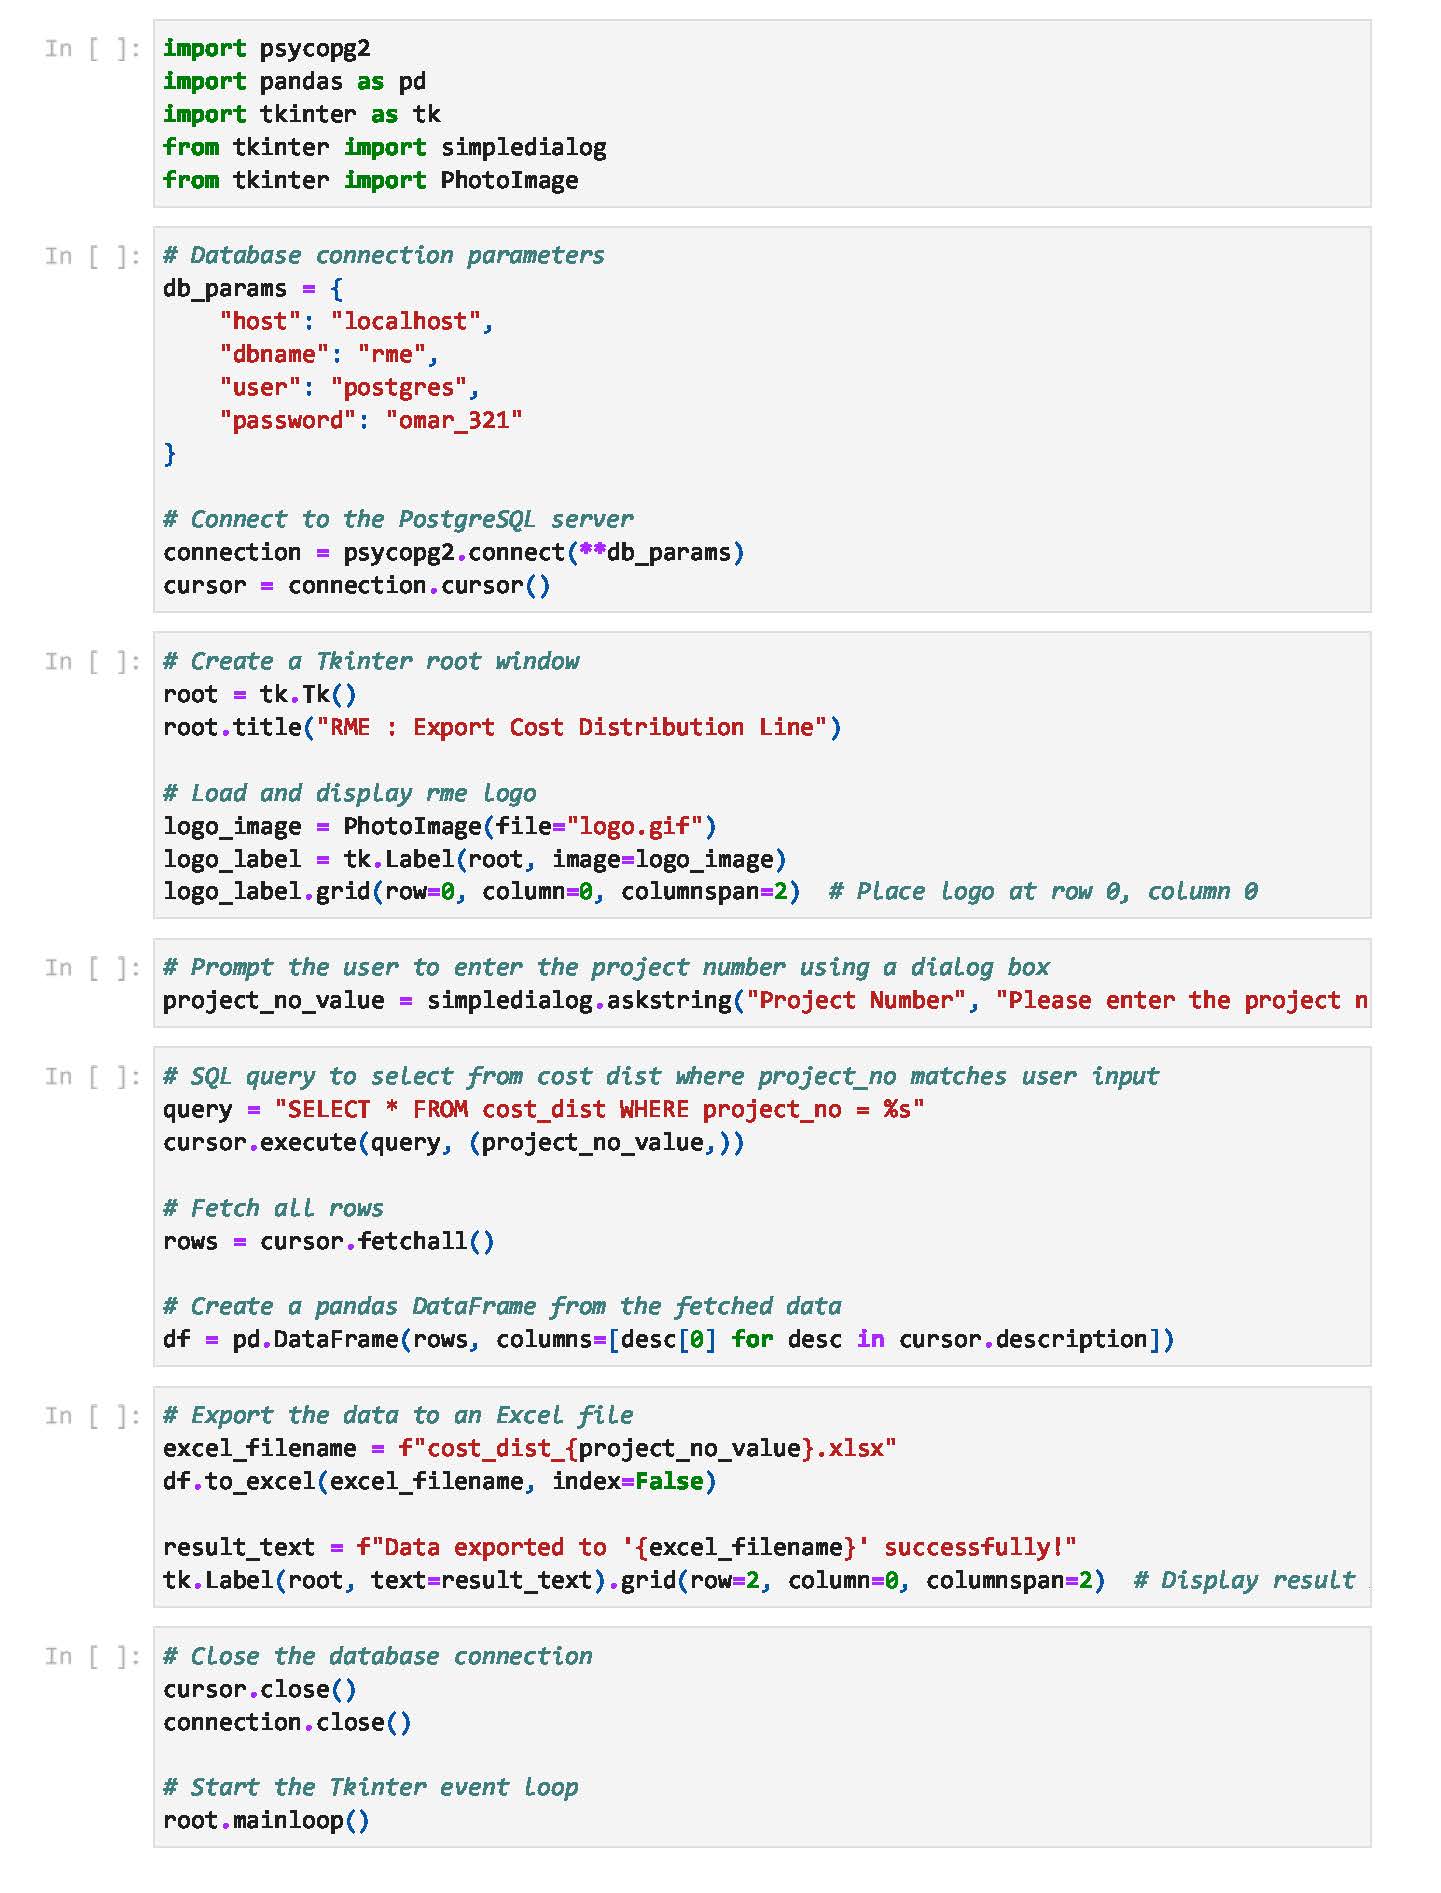 In [ ]: import psycopg2
import pandas as pd
import tkinter as tk
from tkinter import simpledialog
from tkinter import PhotoImage
In [ ]: # Database connection parameters
db_params = {
    "host": "localhost",
    "dbname": "rme",
    "user": "postgres",
    "password": "omar_321"
}
# Connect to the PostgreSQL server
connection = psycopg2.connect(**db_params)
cursor = connection.cursor()
In [ ]: # Create a Tkinter root window
root = tk.Tk()
root.title("RME : Export Cost Distribution Line")
# Load and display rme logo
logo_image = PhotoImage(file="logo.gif")
logo_label = tk.Label(root, image=logo_image)
logo_label.grid(row=0, column=0, columnspan=2)  # Place logo at row 0, column 0
In [ ]: # Prompt the user to enter the project number using a dialog box
project_no_value = simpledialog.askstring("Project Number", "Please enter the project n
In [ ]: # SQL query to select from cost dist where project_no matches user input
query = "SELECT * FROM cost_dist WHERE project_no = %s"
cursor.execute(query, (project_no_value,))
# Fetch all rows
rows = cursor.fetchall()
# Create a pandas DataFrame from the fetched data
df = pd.DataFrame(rows, columns=[desc[0] for desc in cursor.description])
In [ ]: # Export the data to an Excel file
excel_filename = f"cost_dist_{project_no_value}.xlsx"
df.to_excel(excel_filename, index=False)
result_text = f"Data exported to '{excel_filename}' successfully!"
tk.Label(root, text=result_text).grid(row=2, column=0, columnspan=2)  # Display result
In [ ]: # Close the database connection
cursor.close()
connection.close()
# Start the Tkinter event loop
root.mainloop()